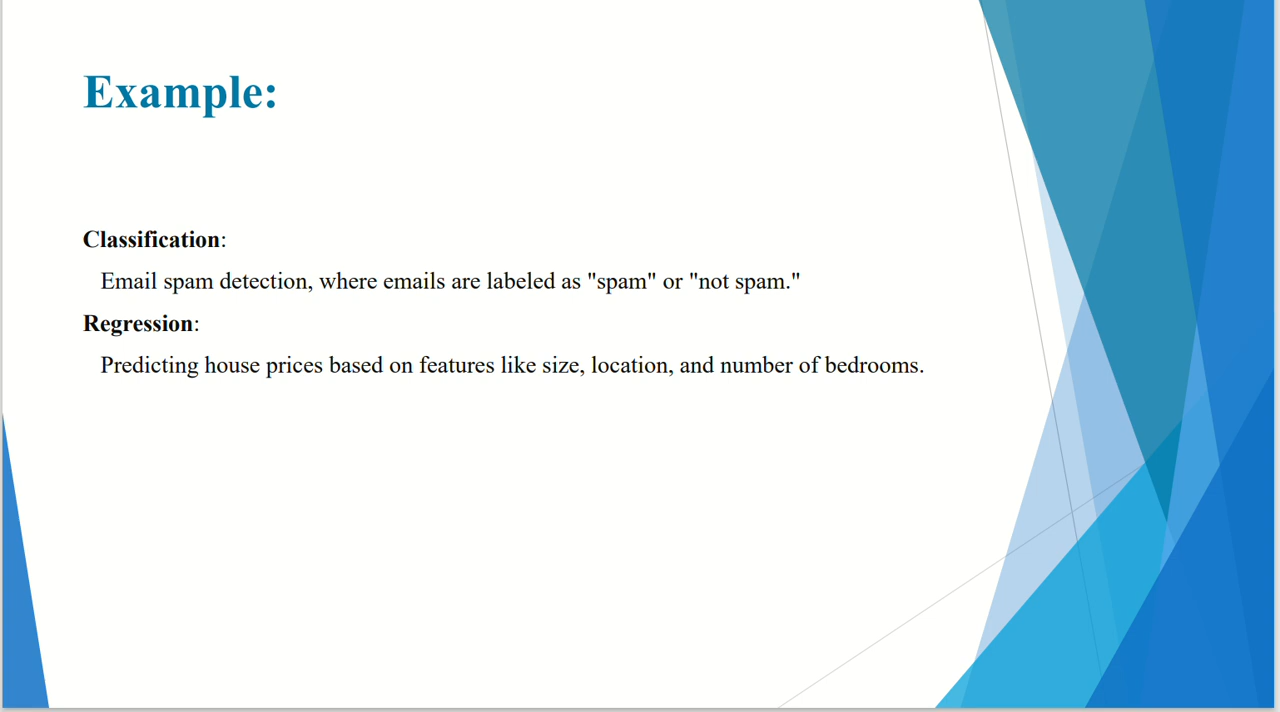 Example:
Classification:
Email spam detection, where emails are labeled as "spam" or "not spam."
Regression:
Predicting house prices based on features like size, location, and number of bedrooms.